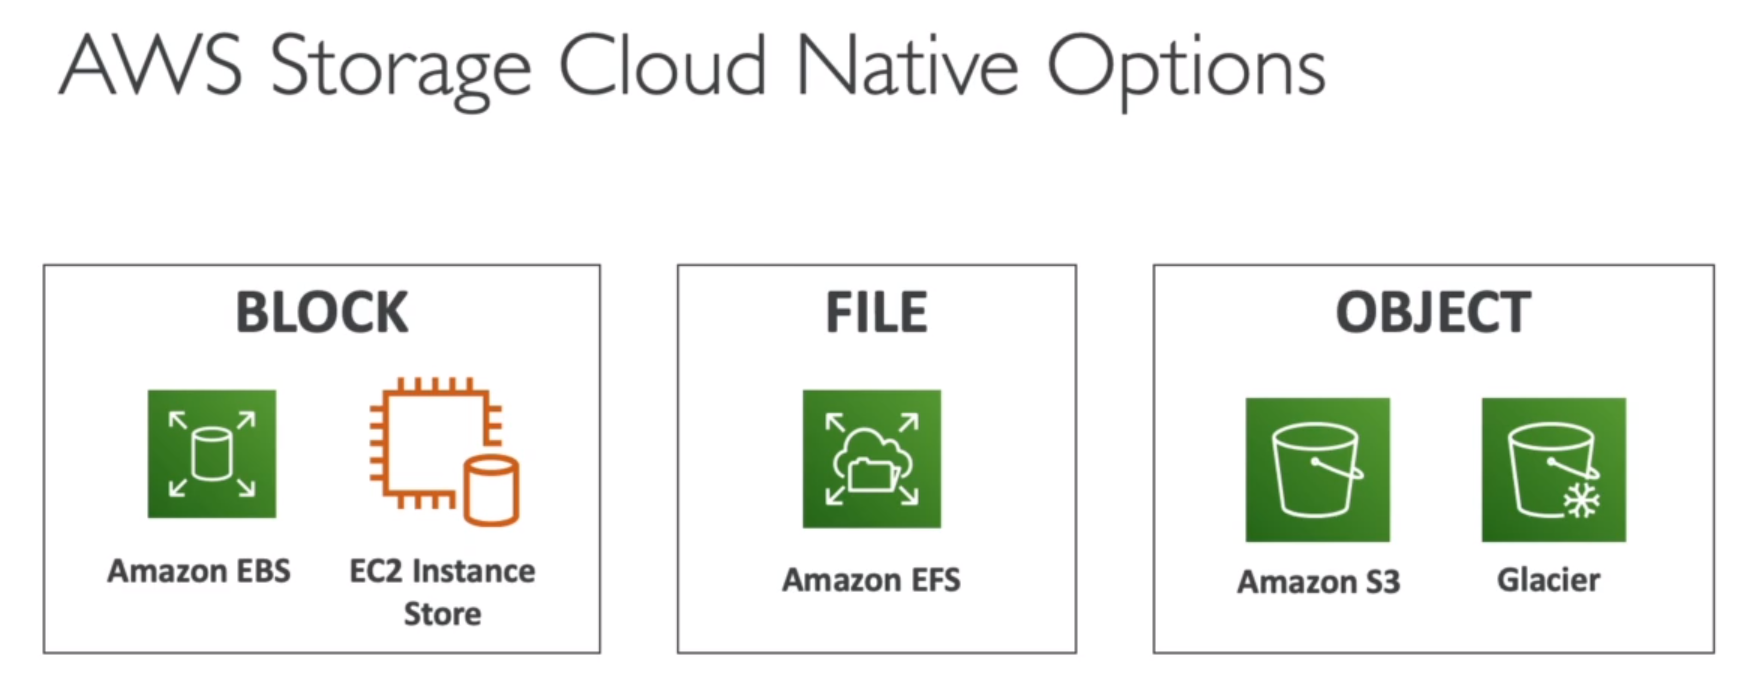 AWS Storage Cloud Native Options
BLOCK
Amazon EBS
EC2 Instance
Store
FILE
Amazon EFS
OBJECT
Amazon S3
Glacier